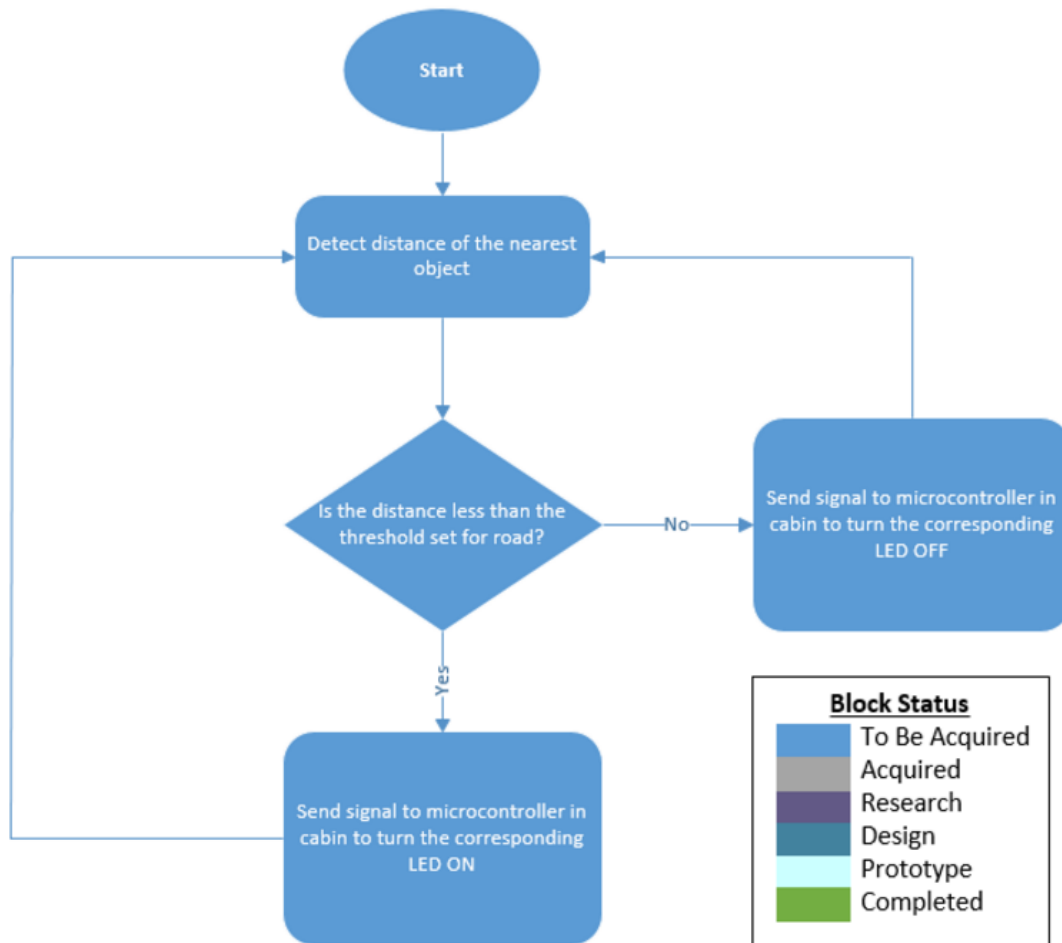 Start
Detect distance of the nearest
object
Is the distance less than the
threshold set for road?
No
Send signal to microcontroller in
cabin to turn the corresponding
LED OFF
Yes
Send signal to microcontroller in
cabin to turn the corresponding
LED ON
Block Status
To Be Acquired
Acquired
Research
Design
Prototype
Completed